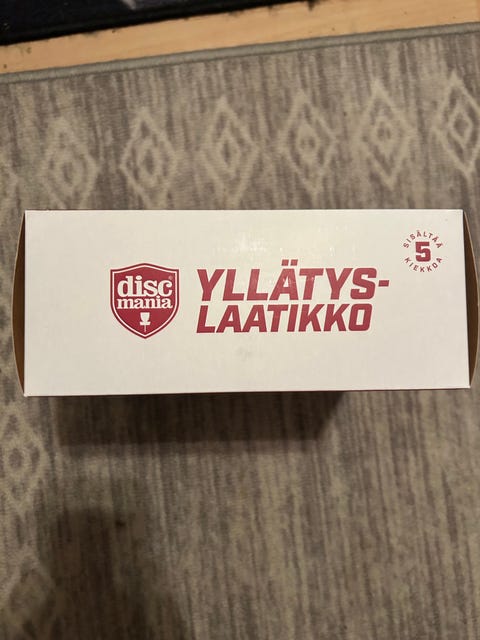 disc
mania®
YLLÄTYS-
LAATIKKO
SISÄLTÄÄ
5
KIEKKOA